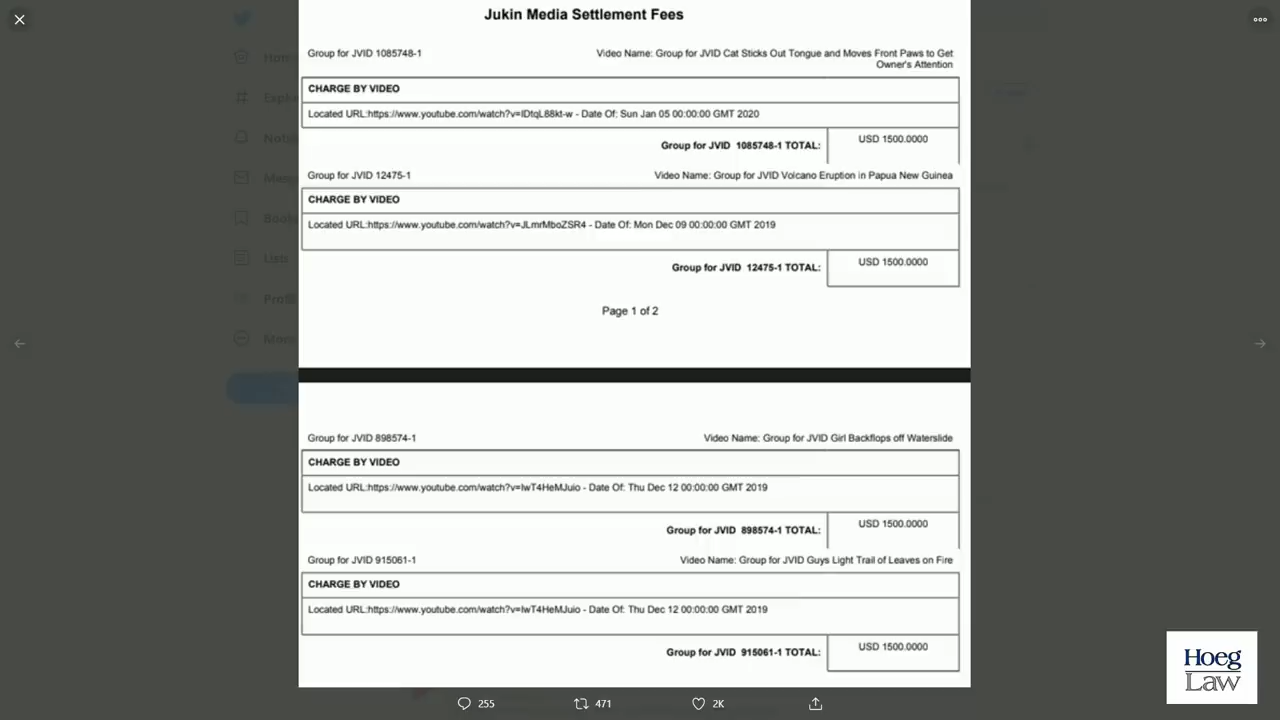 Jukin Media Settlement Fees
Group for JVID 1085748-1
Video Name: Group for JVID Cat Sticks Out Tongue and Moves Front Paws to Get
Owner's Attention
CHARGE BY VIDEO
Located URL:https://www.youtube.com/watch?v=IDtqL88kt-w - Date Of: Sun Jan 05 00:00:00 GMT 2020
Group for JVID 1085748-1 TOTAL:
USD 1500.0000
Group for JVID 12475-1
Video Name: Group for JVID Volcano Eruption in Papua New Guinea
CHARGE BY VIDEO
Located URL:https://www.youtube.com/watch?v=JLmrMboZSR4 - Date Of: Mon Dec 09 00:00:00 GMT 2019
Group for JVID 12475-1 TOTAL:
USD 1500.0000
Page 1 of 2
Group for JVID 898574-1
Video Name: Group for JVID Girl Backflops off Waterslide
CHARGE BY VIDEO
Located URL:https://www.youtube.com/watch?v=IwT4HeMJuio - Date Of: Thu Dec 12 00:00:00 GMT 2019
Group for JVID 898574-1 TOTAL:
USD 1500.0000
Group for JVID 915061-1
Video Name: Group for JVID Guys Light Trail of Leaves on Fire
CHARGE BY VIDEO
Located URL:https://www.youtube.com/watch?v=IwT4HeMJuio - Date Of: Thu Dec 12 00:00:00 GMT 2019
Group for JVID 915061-1 TOTAL:
USD 1500.0000
255
471
2K
Hoeg
Law
Lists
More